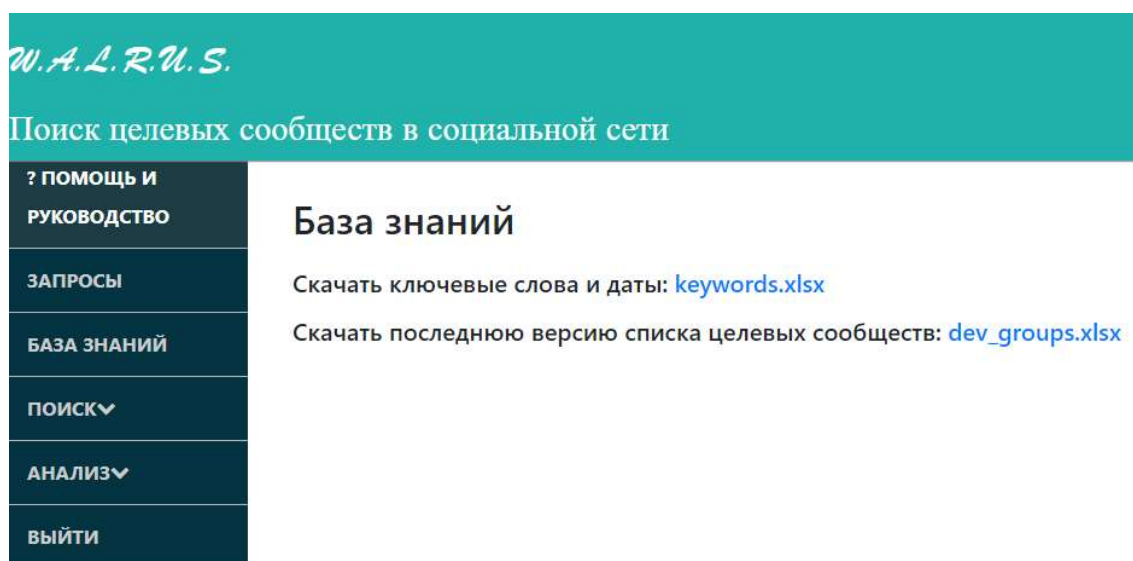 W.A.L.R.U.S.
Поиск целевых сообществ в социальной сети
? ПОМОЩЬ И
РУКОВОДСТВО
ЗАПРОСЫ
БАЗА ЗНАНИЙ
ПОИСК
АНАЛИЗ
ВЫЙТИ
База знаний
Скачать ключевые слова и даты: keywords.xlsx
Скачать последнюю версию списка целевых сообществ: dev_groups.xlsx